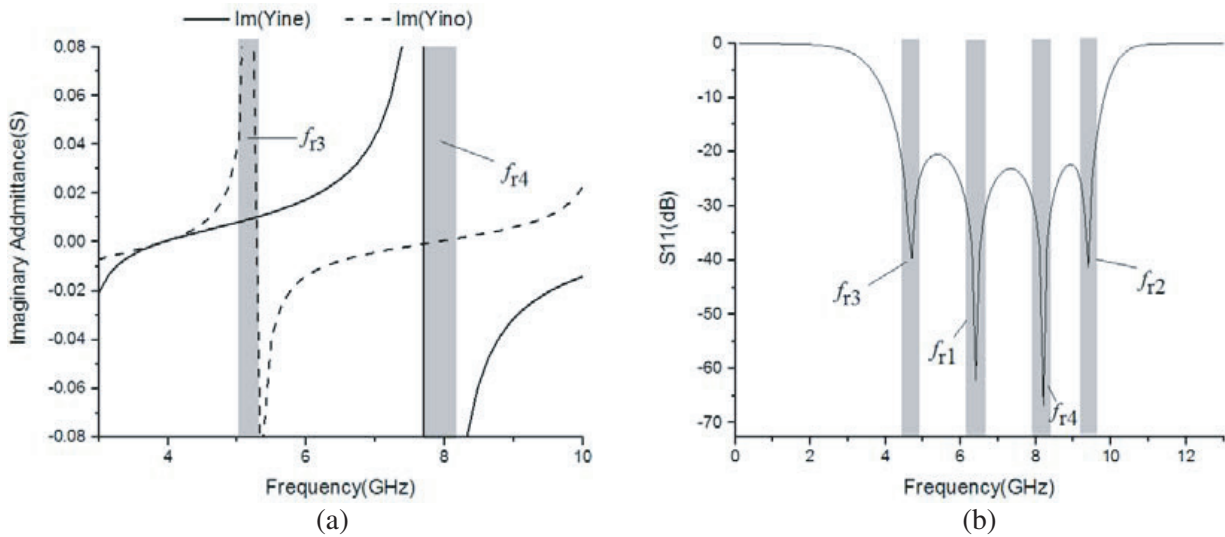 Im(Yine) Im(Yino)
0.08
0.06
0.04
0.02
0.00
-0.02
-0.04
-0.06
-0.08
Imaginary Addmittance(S)
fr3
fr4
4 6 8 10
Frequency(GHz)
(a)
0
-10
-20
-30
-40
-50
-60
-70
S11(dB)
fr3
fr1
fr4
fr2
0 2 4 6 8 10 12
Frequency(GHz)
(b)